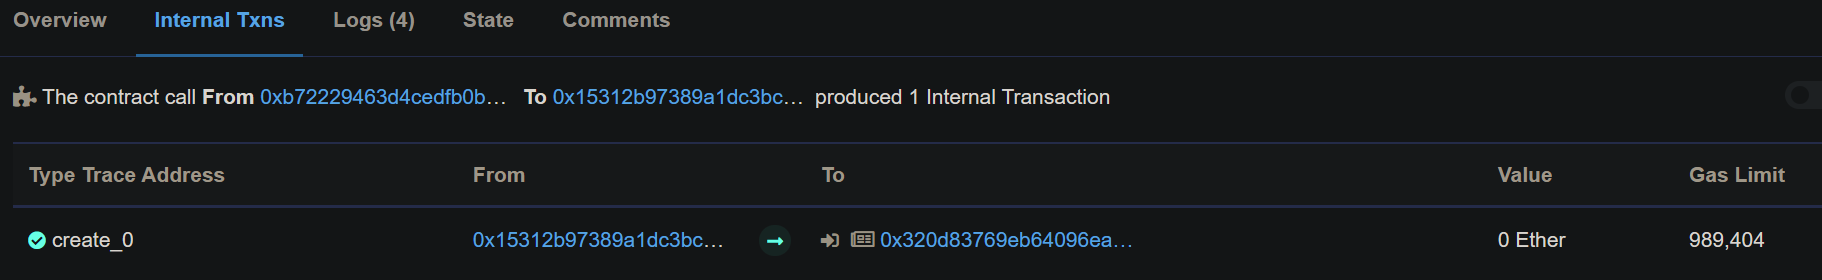 Overview Internal Txns Logs (4) State Comments
The contract call From 0xb72229463d4cedfb0b... To 0x15312b97389a1dc3bc... produced 1 Internal Transaction
Type Trace Address From To Value Gas Limit
create_0 0x15312b97389a1dc3bc... 0x320d83769eb64096ea... 0 Ether 989,404